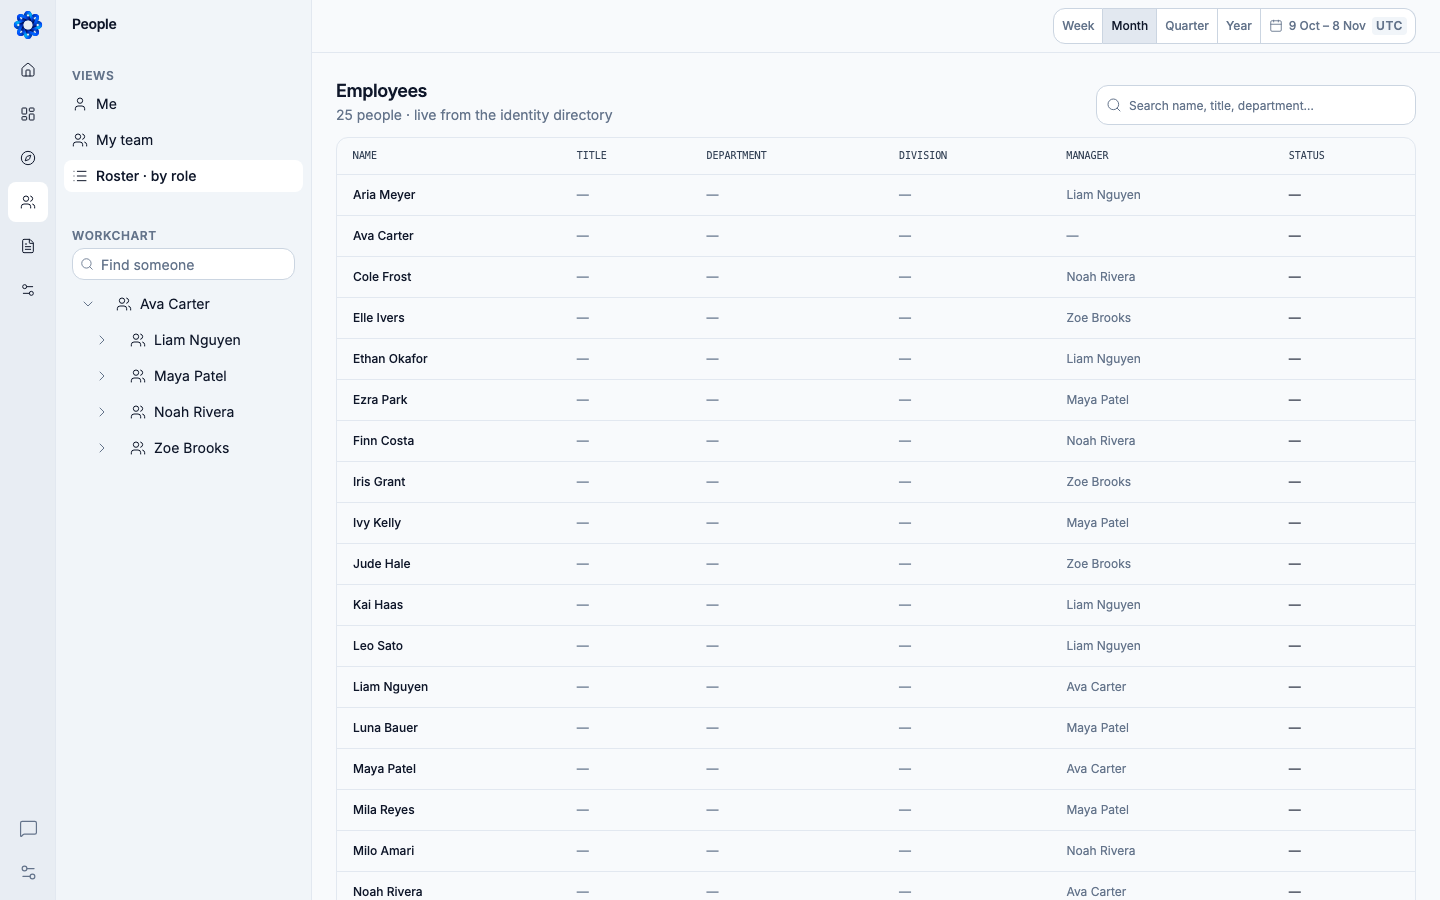 People
VIEWS
Me
My team
Roster · by role
WORKCHART
Find someone
Ava Carter
Liam Nguyen
Maya Patel
Noah Rivera
Zoe Brooks
Week Month Quarter Year 9 Oct – 8 Nov UTC
Employees
25 people · live from the identity directory
Search name, title, department...
NAME TITLE DEPARTMENT DIVISION MANAGER STATUS
Aria Meyer — — — Liam Nguyen —
Ava Carter — — — — —
Cole Frost — — — Noah Rivera —
Elle Ivers — — — Zoe Brooks —
Ethan Okafor — — — Liam Nguyen —
Ezra Park — — — Maya Patel —
Finn Costa — — — Noah Rivera —
Iris Grant — — — Zoe Brooks —
Ivy Kelly — — — Maya Patel —
Jude Hale — — — Zoe Brooks —
Kai Haas — — — Liam Nguyen —
Leo Sato — — — Liam Nguyen —
Liam Nguyen — — — Ava Carter —
Luna Bauer — — — Maya Patel —
Maya Patel — — — Ava Carter —
Mila Reyes — — — Maya Patel —
Milo Amari — — — Noah Rivera —
Noah Rivera — — — Ava Carter —